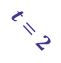 t = 2